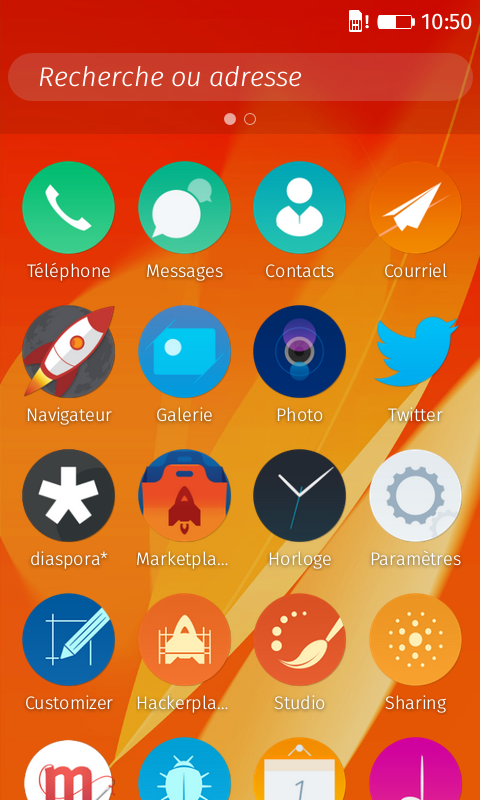 10:50
Recherche ou adresse
Téléphone Messages Contacts Courriel
Navigateur Galerie Photo Twitter
diaspora* Marketpla... Horloge Paramètres
Customizer Hackerpla... Studio Sharing
m 1